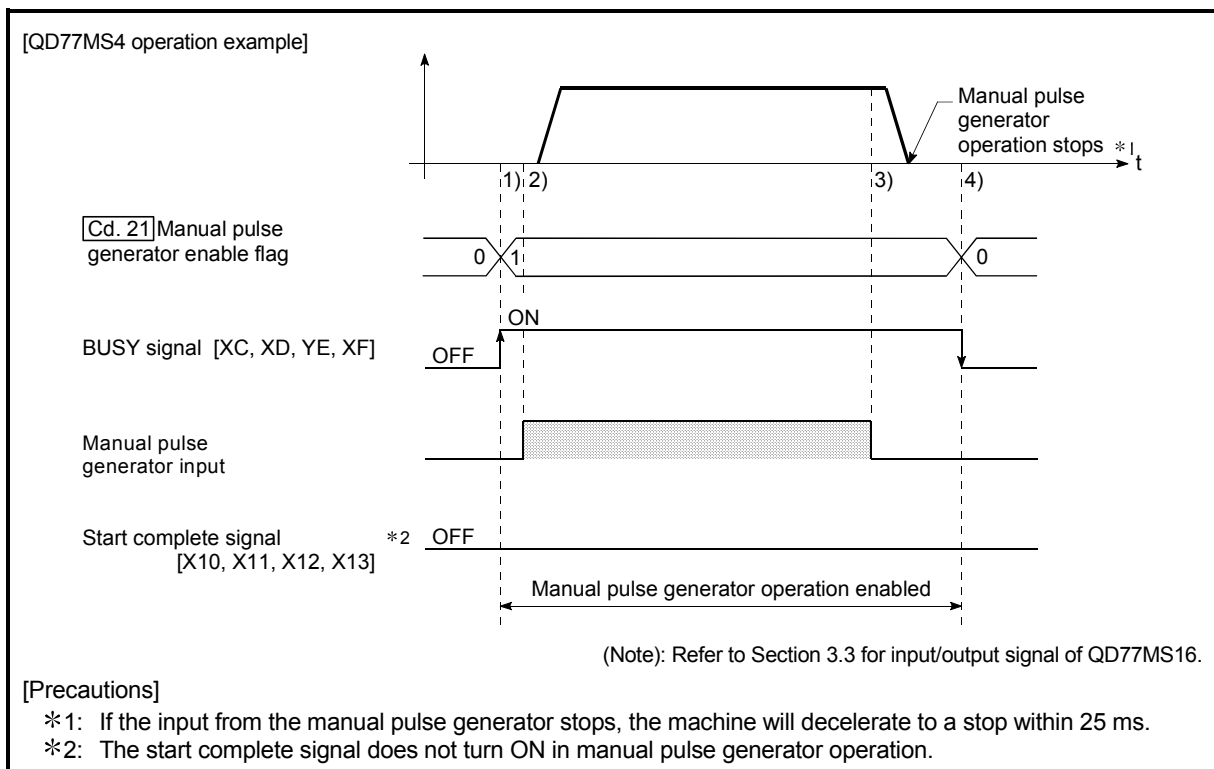 [QD77MS4 operation example]
Manual pulse
generator
operation stops *1
t
1) 2) 3) 4)
Cd. 21 Manual pulse
generator enable flag
0 1 0
ON
BUSY signal [XC, XD, YE, XF] OFF
Manual pulse
generator input
Start complete signal *2 OFF
[X10, X11, X12, X13]
Manual pulse generator operation enabled
(Note): Refer to Section 3.3 for input/output signal of QD77MS16.
[Precautions]
*1: If the input from the manual pulse generator stops, the machine will decelerate to a stop within 25 ms.
*2: The start complete signal does not turn ON in manual pulse generator operation.